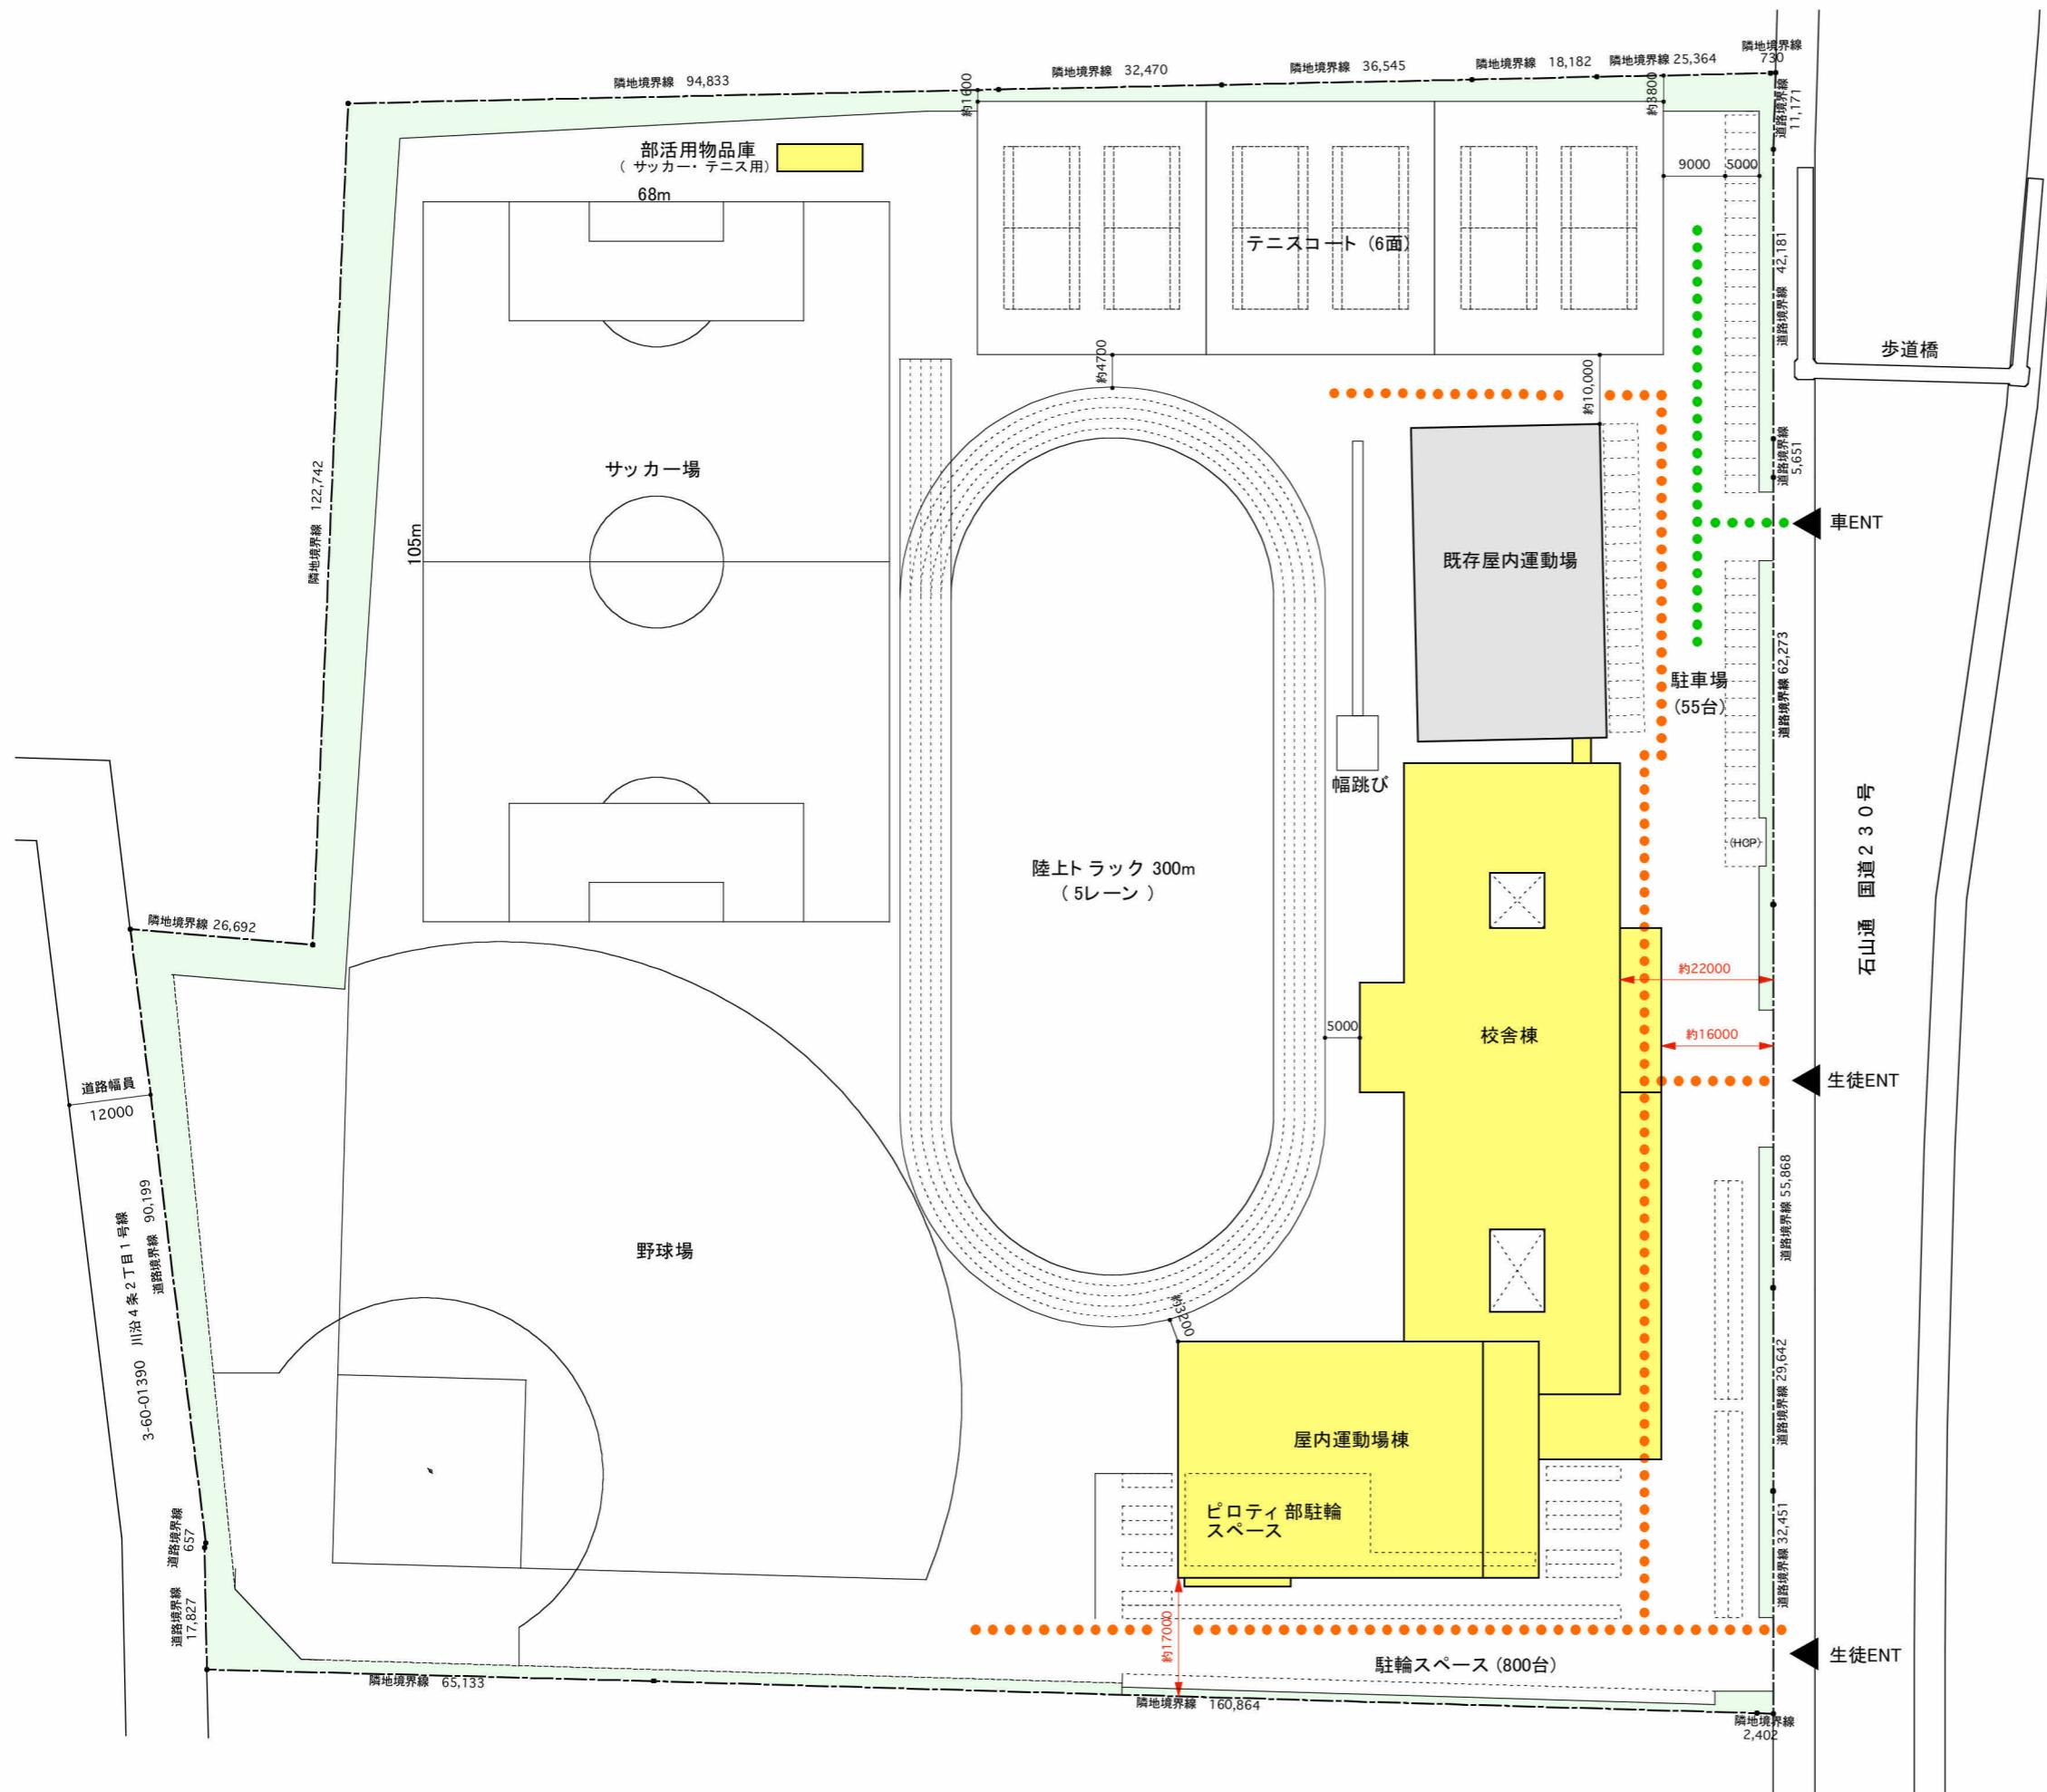 隣地境界線
730
隣地境界線 94,833
隣地境界線 32,470
隣地境界線 36,545
隣地境界線 18,182
隣地境界線 25,364
約1600
約3800
道路境界線
11,171
部活用物品庫
（ サッカー・テニス用）
68m
9000
5000
テニスコート（6面）
道路境界線 42,181
歩道橋
約4700
約10,000
道路境界線
5,651
サッカー場
隣地境界線 122,742
105m
車ENT
既存屋内運動場
駐車場
（55台）
道路境界線 62,273
幅跳び
石山通 国道２３０号
(HCP)
陸上トラック 300m
（ 5レーン ）
隣地境界線 26,692
約22000
5000
校舎棟
約16000
生徒ENT
道路幅員
12000
道路境界線 90,199
3-60-01390 川沿４条２丁目１号線
野球場
道路境界線 55,868
約3200
道路境界線 29,642
屋内運動場棟
ピロティ部駐輪
スペース
道路境界線
657
道路境界線 32,451
道路境界線
17,827
約17000
駐輪スペース（800台）
生徒ENT
隣地境界線 65,133
隣地境界線 160,864
隣地境界線
2,402